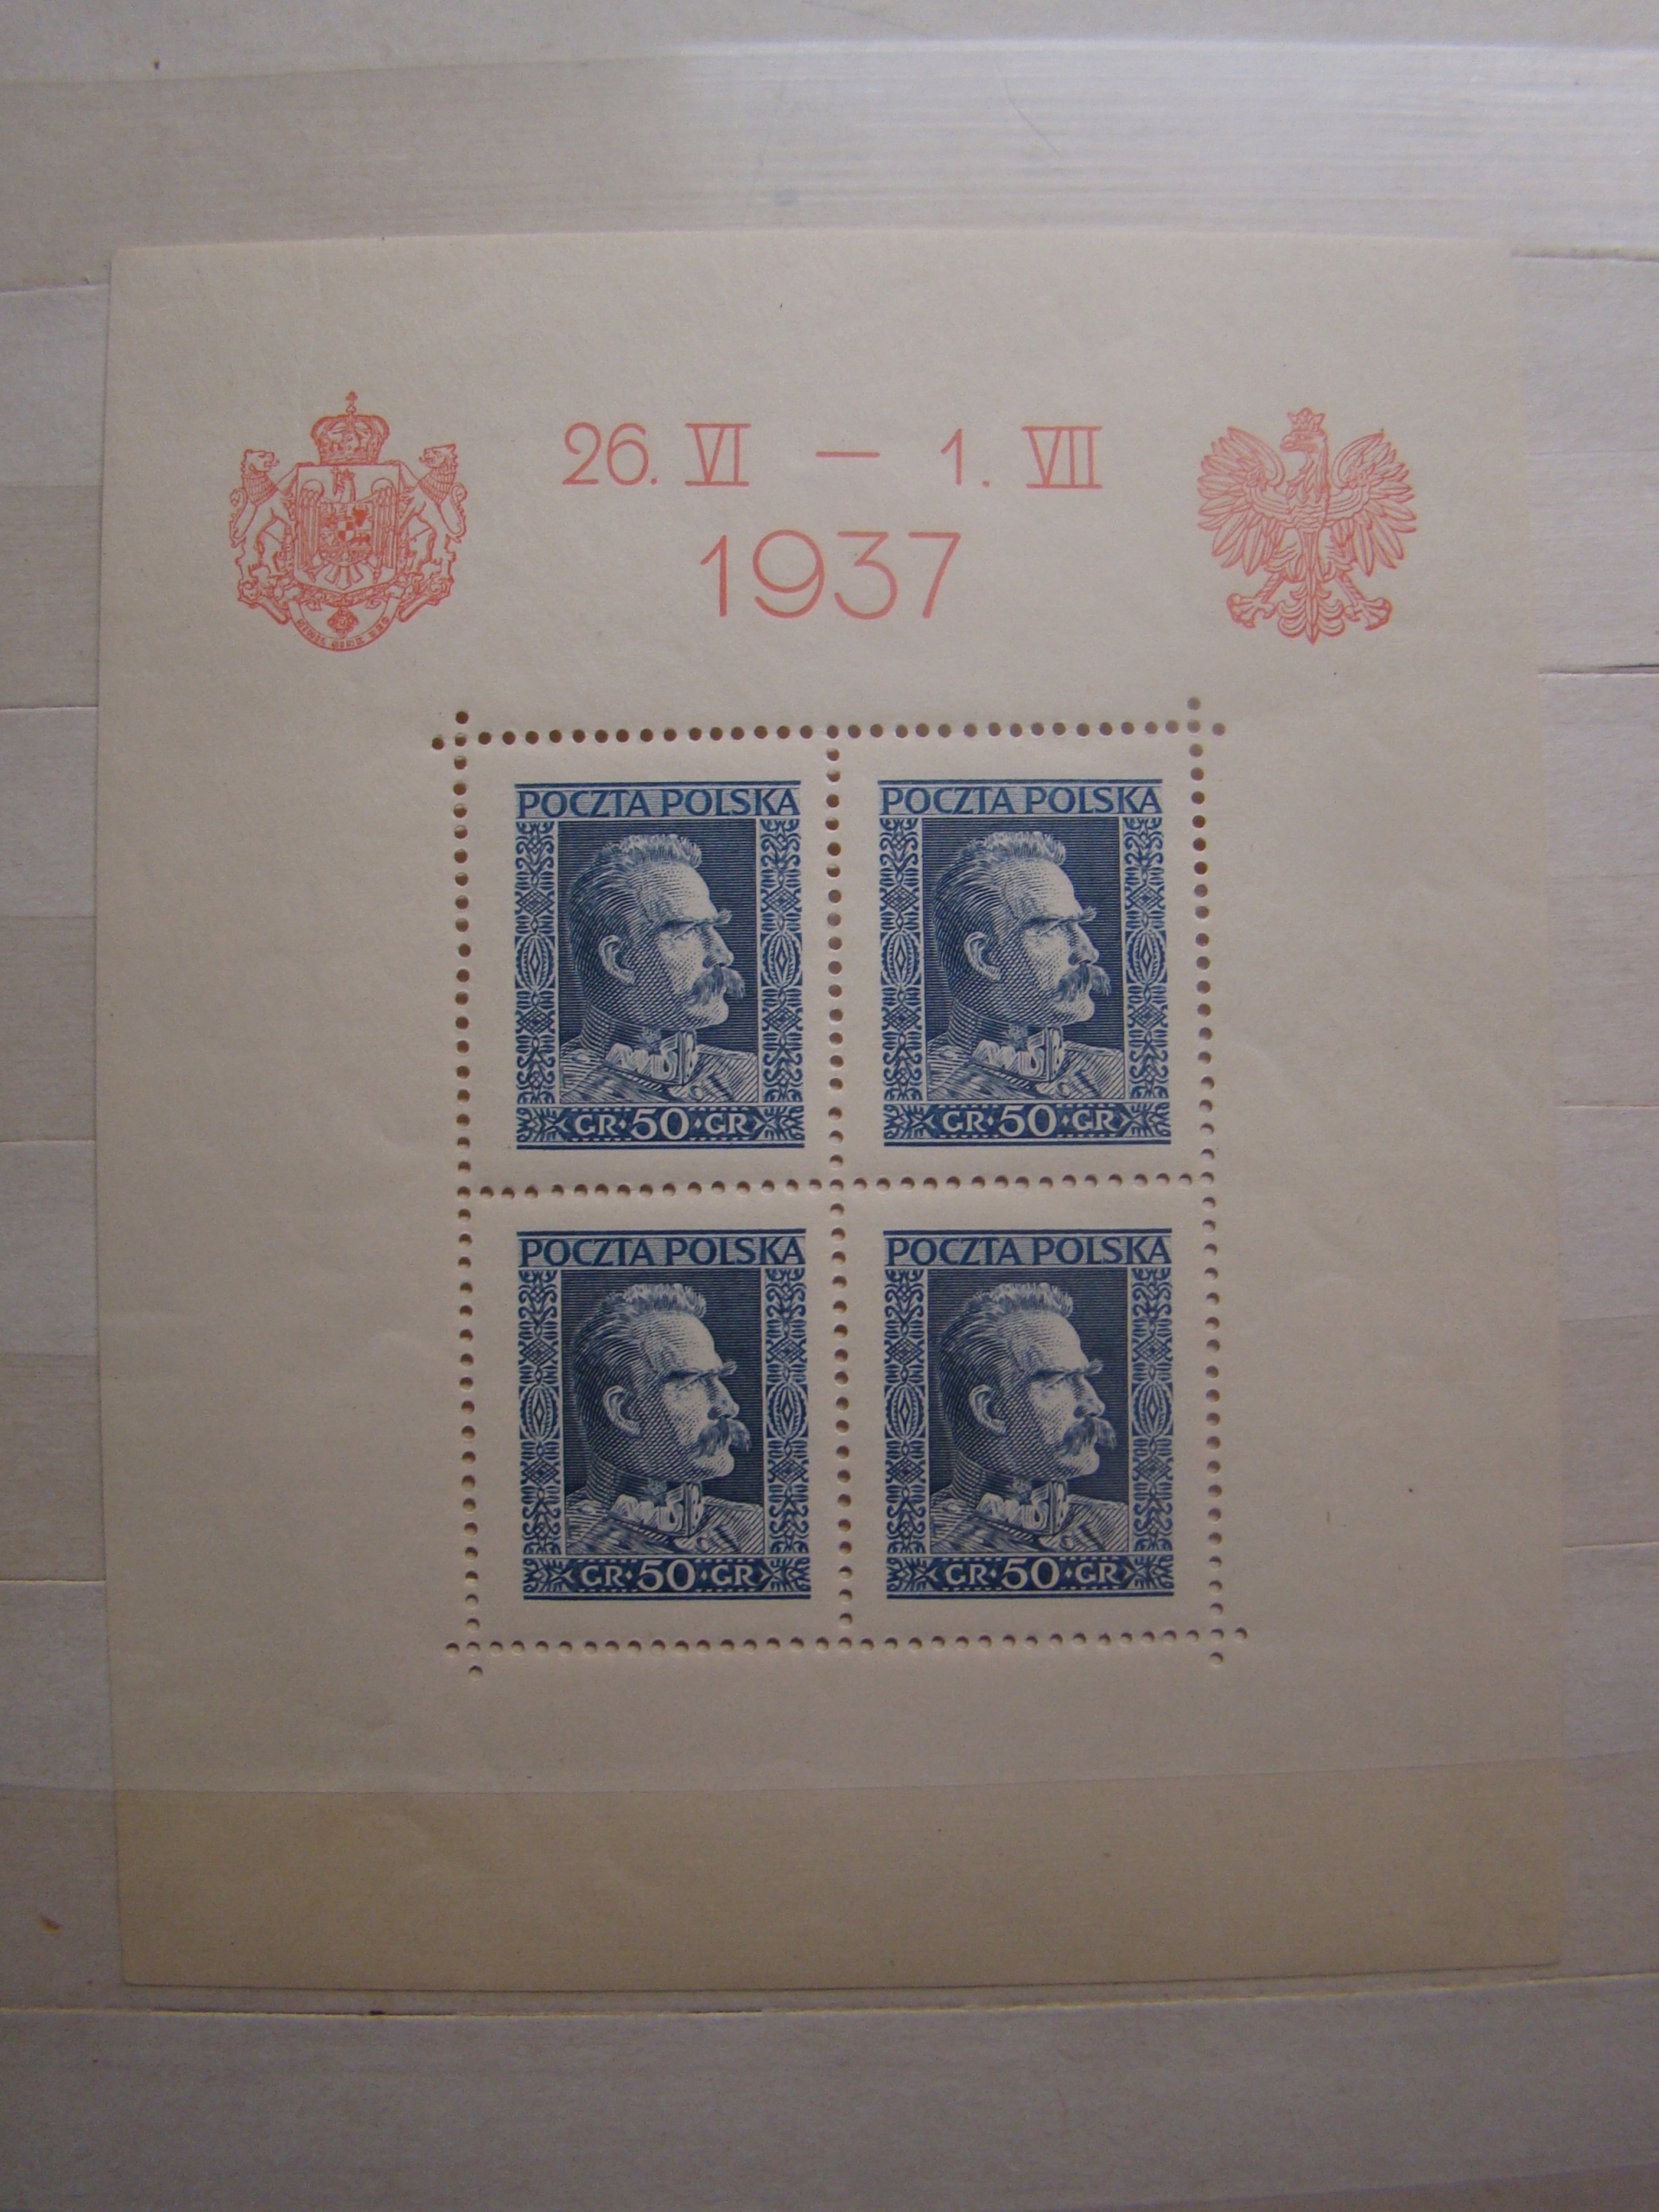 26. VI — 1. VII
1937
POCZTA POLSKA
POCZTA POLSKA
GR·50·GR
GR·50·GR
POCZTA POLSKA
POCZTA POLSKA
GR·50·GR
GR·50·GR